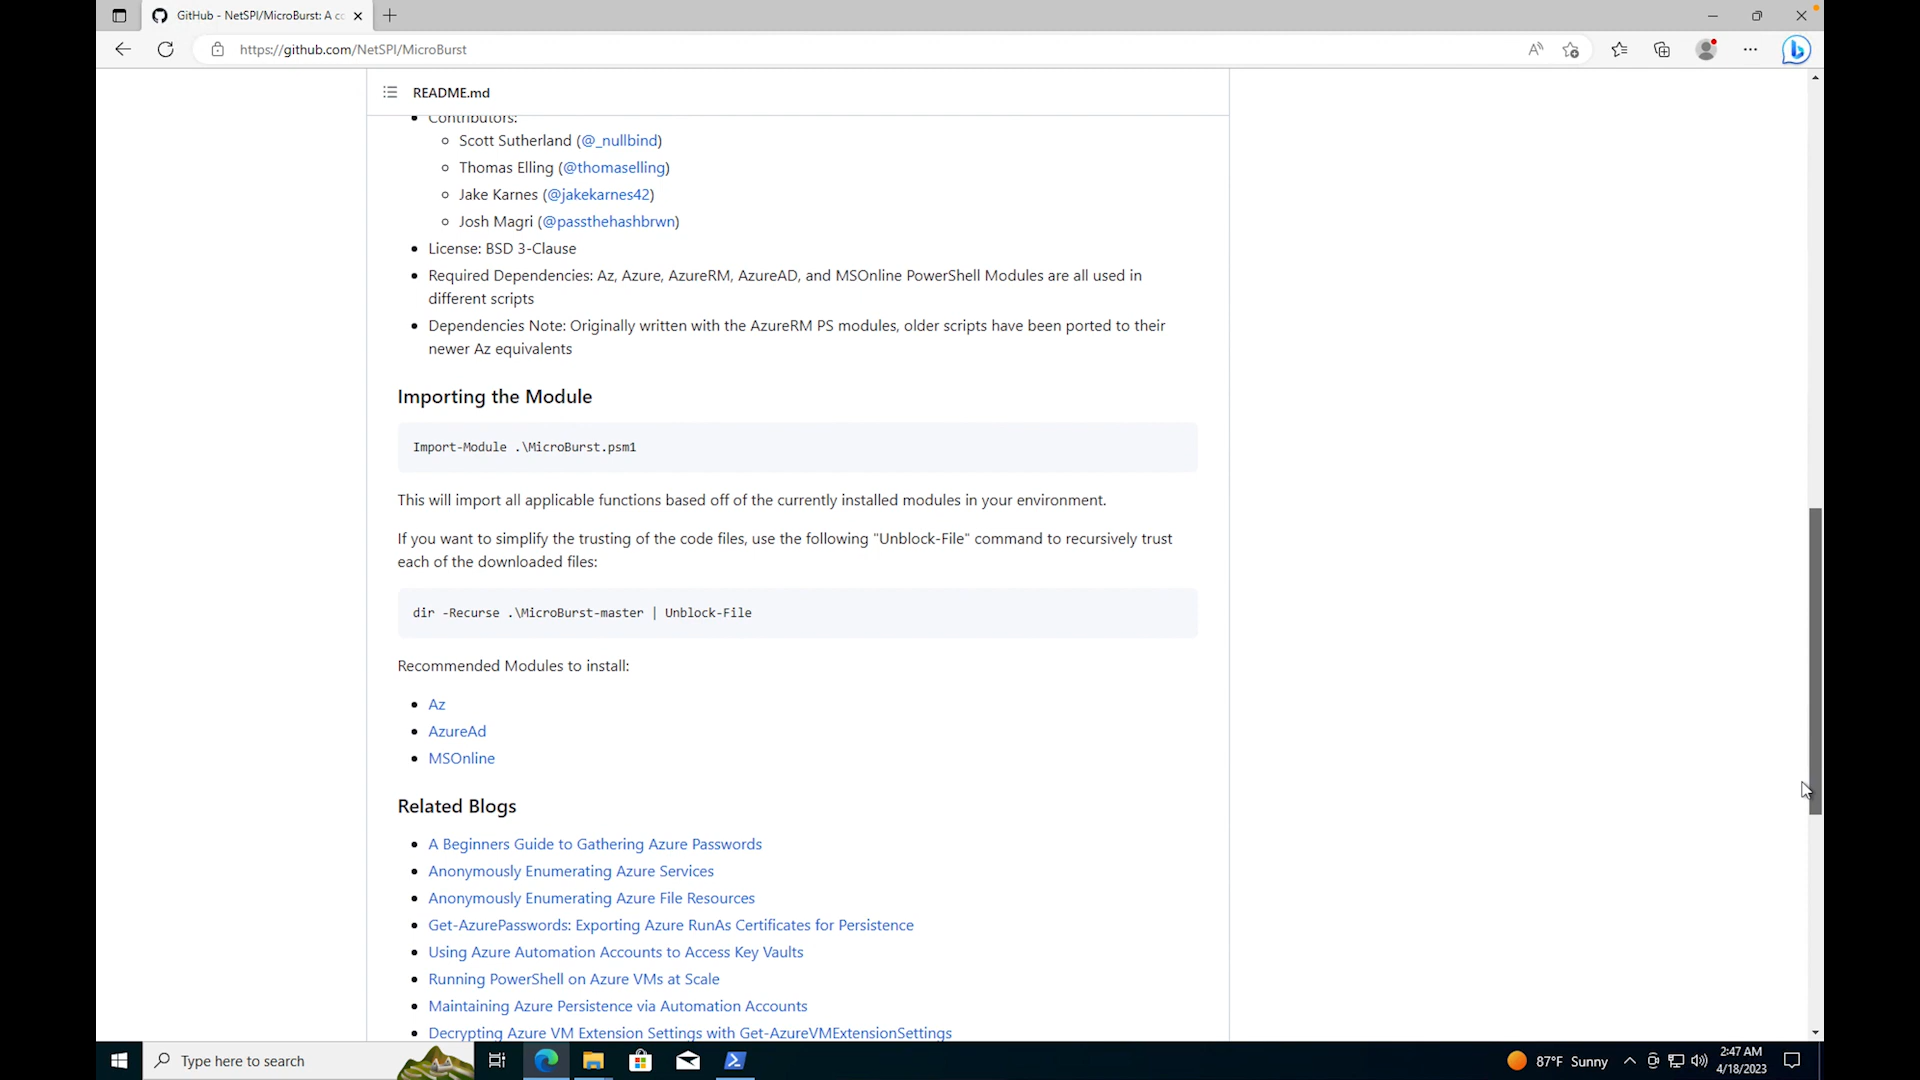 GitHub - NetSPI/MicroBurst: A co
https://github.com/NetSPI/MicroBurst
README.md
Contributors:
Scott Sutherland (@_nullbind)
Thomas Elling (@thomaselling)
Jake Karnes (@jakekarnes42)
Josh Magri (@passthehashbrwn)
License: BSD 3-Clause
Required Dependencies: Az, Azure, AzureRM, AzureAD, and MSOnline PowerShell Modules are all used in
different scripts
Dependencies Note: Originally written with the AzureRM PS modules, older scripts have been ported to their
newer Az equivalents
Importing the Module
Import-Module .\MicroBurst.psm1
This will import all applicable functions based off of the currently installed modules in your environment.
If you want to simplify the trusting of the code files, use the following "Unblock-File" command to recursively trust
each of the downloaded files:
dir -Recurse .\MicroBurst-master | Unblock-File
Recommended Modules to install:
Az
AzureAd
MSOnline
Related Blogs
A Beginners Guide to Gathering Azure Passwords
Anonymously Enumerating Azure Services
Anonymously Enumerating Azure File Resources
Get-AzurePasswords: Exporting Azure RunAs Certificates for Persistence
Using Azure Automation Accounts to Access Key Vaults
Running PowerShell on Azure VMs at Scale
Maintaining Azure Persistence via Automation Accounts
Decrypting Azure VM Extension Settings with Get-AzureVMExtensionSettings
Type here to search
87°F Sunny
2:47 AM
4/18/2023